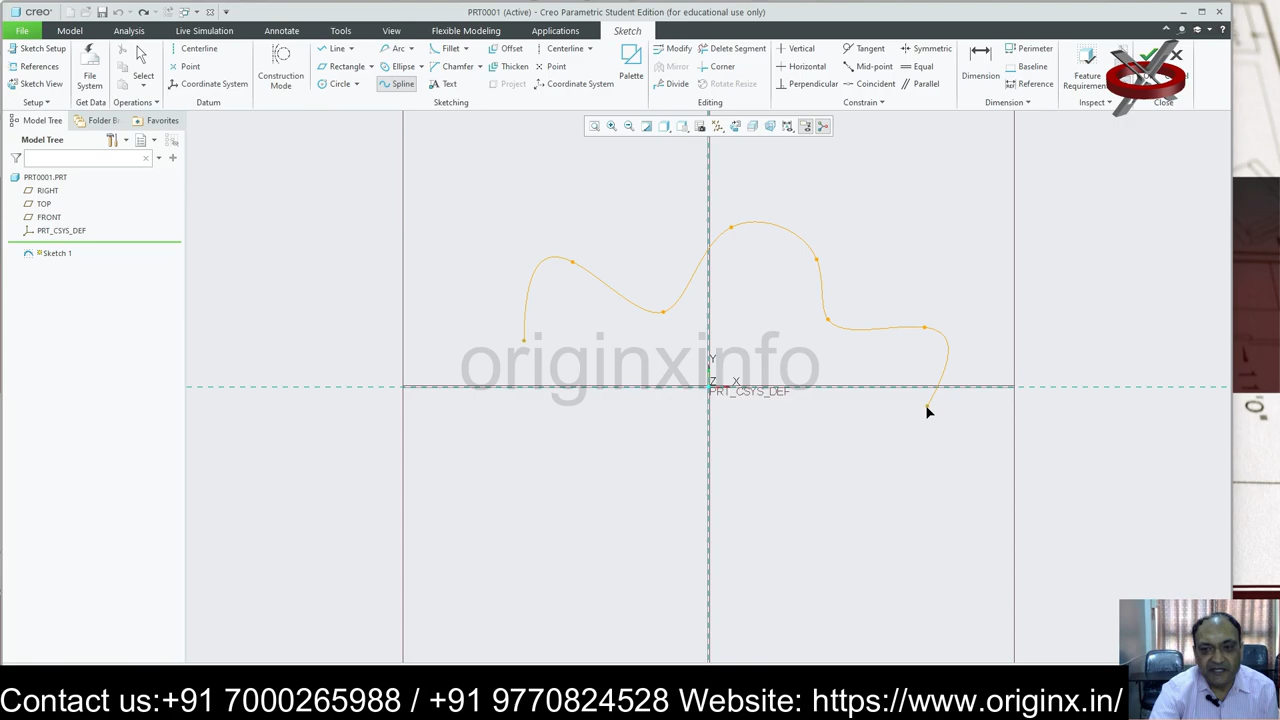 creo
PRT0001 (Active) - Creo Parametric Student Edition (for educational use only)
File Model Analysis Live Simulation Annotate Tools View Flexible Modeling Applications Sketch
Sketch Setup
References
Sketch View
Setup
File System
Get Data
Select
Operations
Centerline
Point
Coordinate System
Datum
Construction Mode
Line Arc Fillet Offset Centerline
Rectangle Ellipse Chamfer Thicken Point
Circle Spline Text Project Coordinate System
Palette
Sketching
Modify Delete Segment
Mirror Corner
Divide Rotate Resize
Editing
Vertical Tangent Symmetric
Horizontal Mid-point Equal
Perpendicular Coincident Parallel
Constrain
Dimension
Perimeter
Baseline
Reference
Dimension
Feature Requirements
Inspect
Close
Model Tree Folder B Favorites
Model Tree
PRT0001.PRT
RIGHT
TOP
FRONT
PRT_CSYS_DEF
Sketch 1
originxinfo
Y
Z X
PRT_CSYS_DEF
Contact us:+91 7000265988 / +91 9770824528 Website: https://www.originx.in/